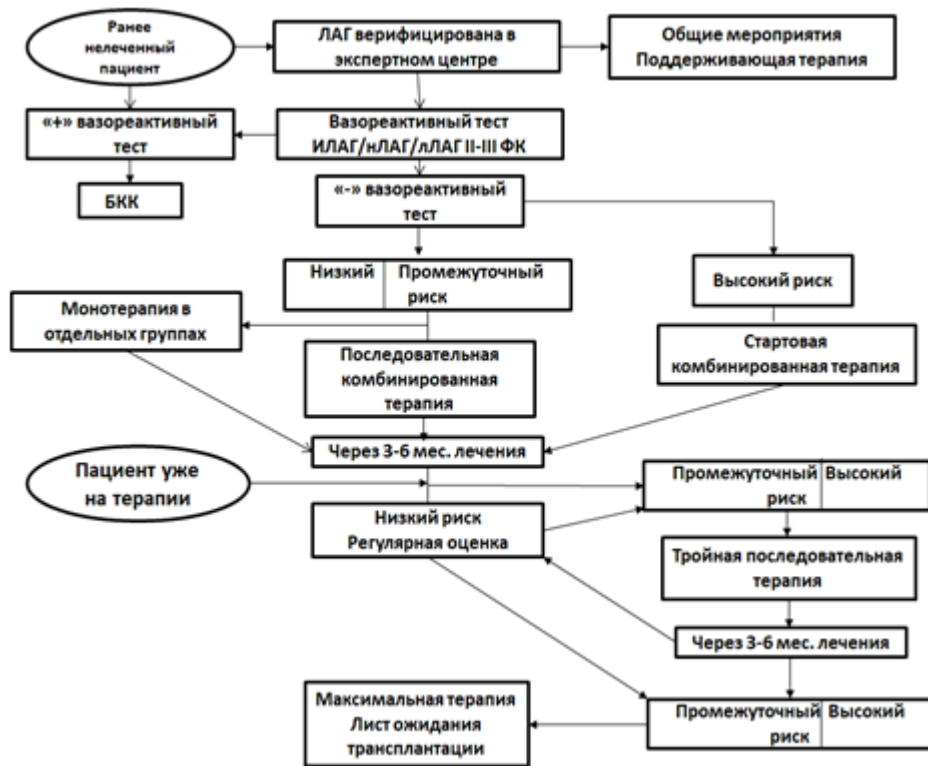 Ранее
нелеченный
пациент
ЛАГ верифицирована в
экспертном центре
Общие мероприятия
Поддерживающая терапия
«+» вазореактивный
тест
Вазореактивный тест
ИЛАГ/нЛАГ/лЛАГ II-III ФК
БКК
«-» вазореактивный
тест
Низкий Промежуточный
риск
Высокий риск
Монотерапия в
отдельных группах
Последовательная
комбинированная
терапия
Стартовая
комбинированная терапия
Через 3-6 мес. лечения
Пациент уже
на терапии
Промежуточный Высокий
риск
Низкий риск
Регулярная оценка
Тройная последовательная
терапия
Через 3-6 мес. лечения
Максимальная терапия
Лист ожидания
трансплантации
Промежуточный Высокий
риск